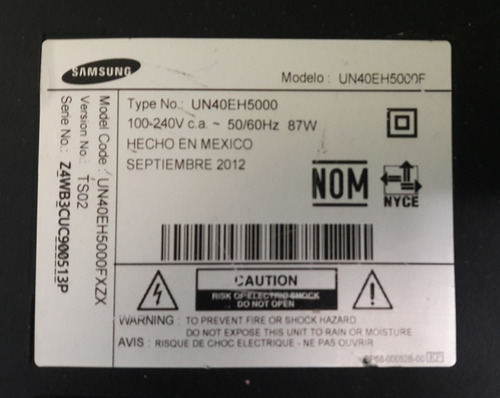 SAMSUNG
Modelo : UN40EH5000F
Model Code : UN40EH5000FXZX
Version No.: TS02
Serie No.: Z4WB3CUC900513P
Type No.: UN40EH5000
100-240V c.a. ~ 50/60Hz 87W
HECHO EN MEXICO
SEPTIEMBRE 2012
NOM
NYCE
CAUTION
RISK OF ELECTRIC SHOCK
DO NOT OPEN
WARNING : TO PREVENT FIRE OR SHOCK HAZARD
DO NOT EXPOSE THIS UNIT TO RAIN OR MOISTURE
AVIS : RISQUE DE CHOC ELECTRIQUE - NE PAS OUVRIR